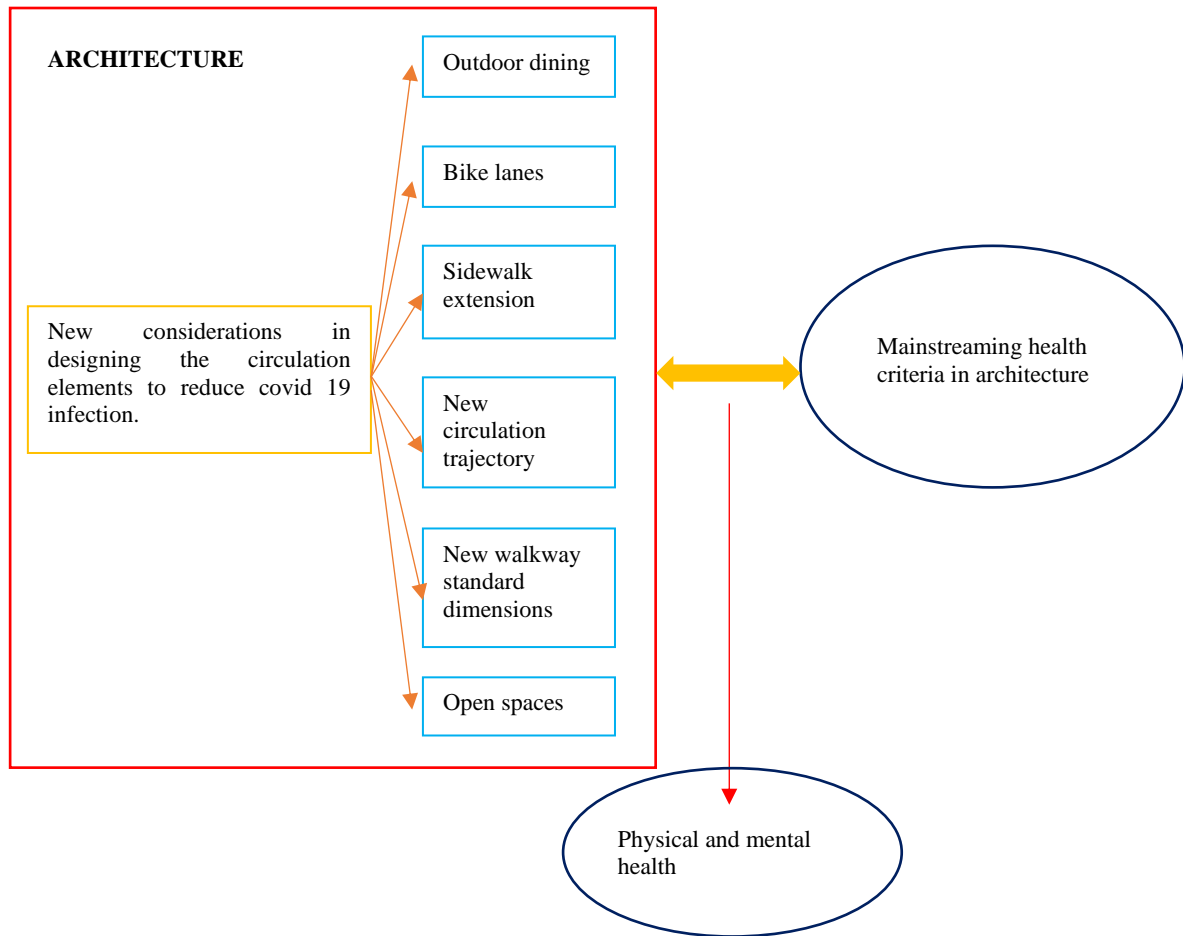 ARCHITECTURE
Outdoor dining
Bike lanes
Sidewalk
extension
New considerations in
designing the circulation
elements to reduce covid 19
infection.
Mainstreaming health
criteria in architecture
New
circulation
trajectory
New walkway
standard
dimensions
Open spaces
Physical and mental
health